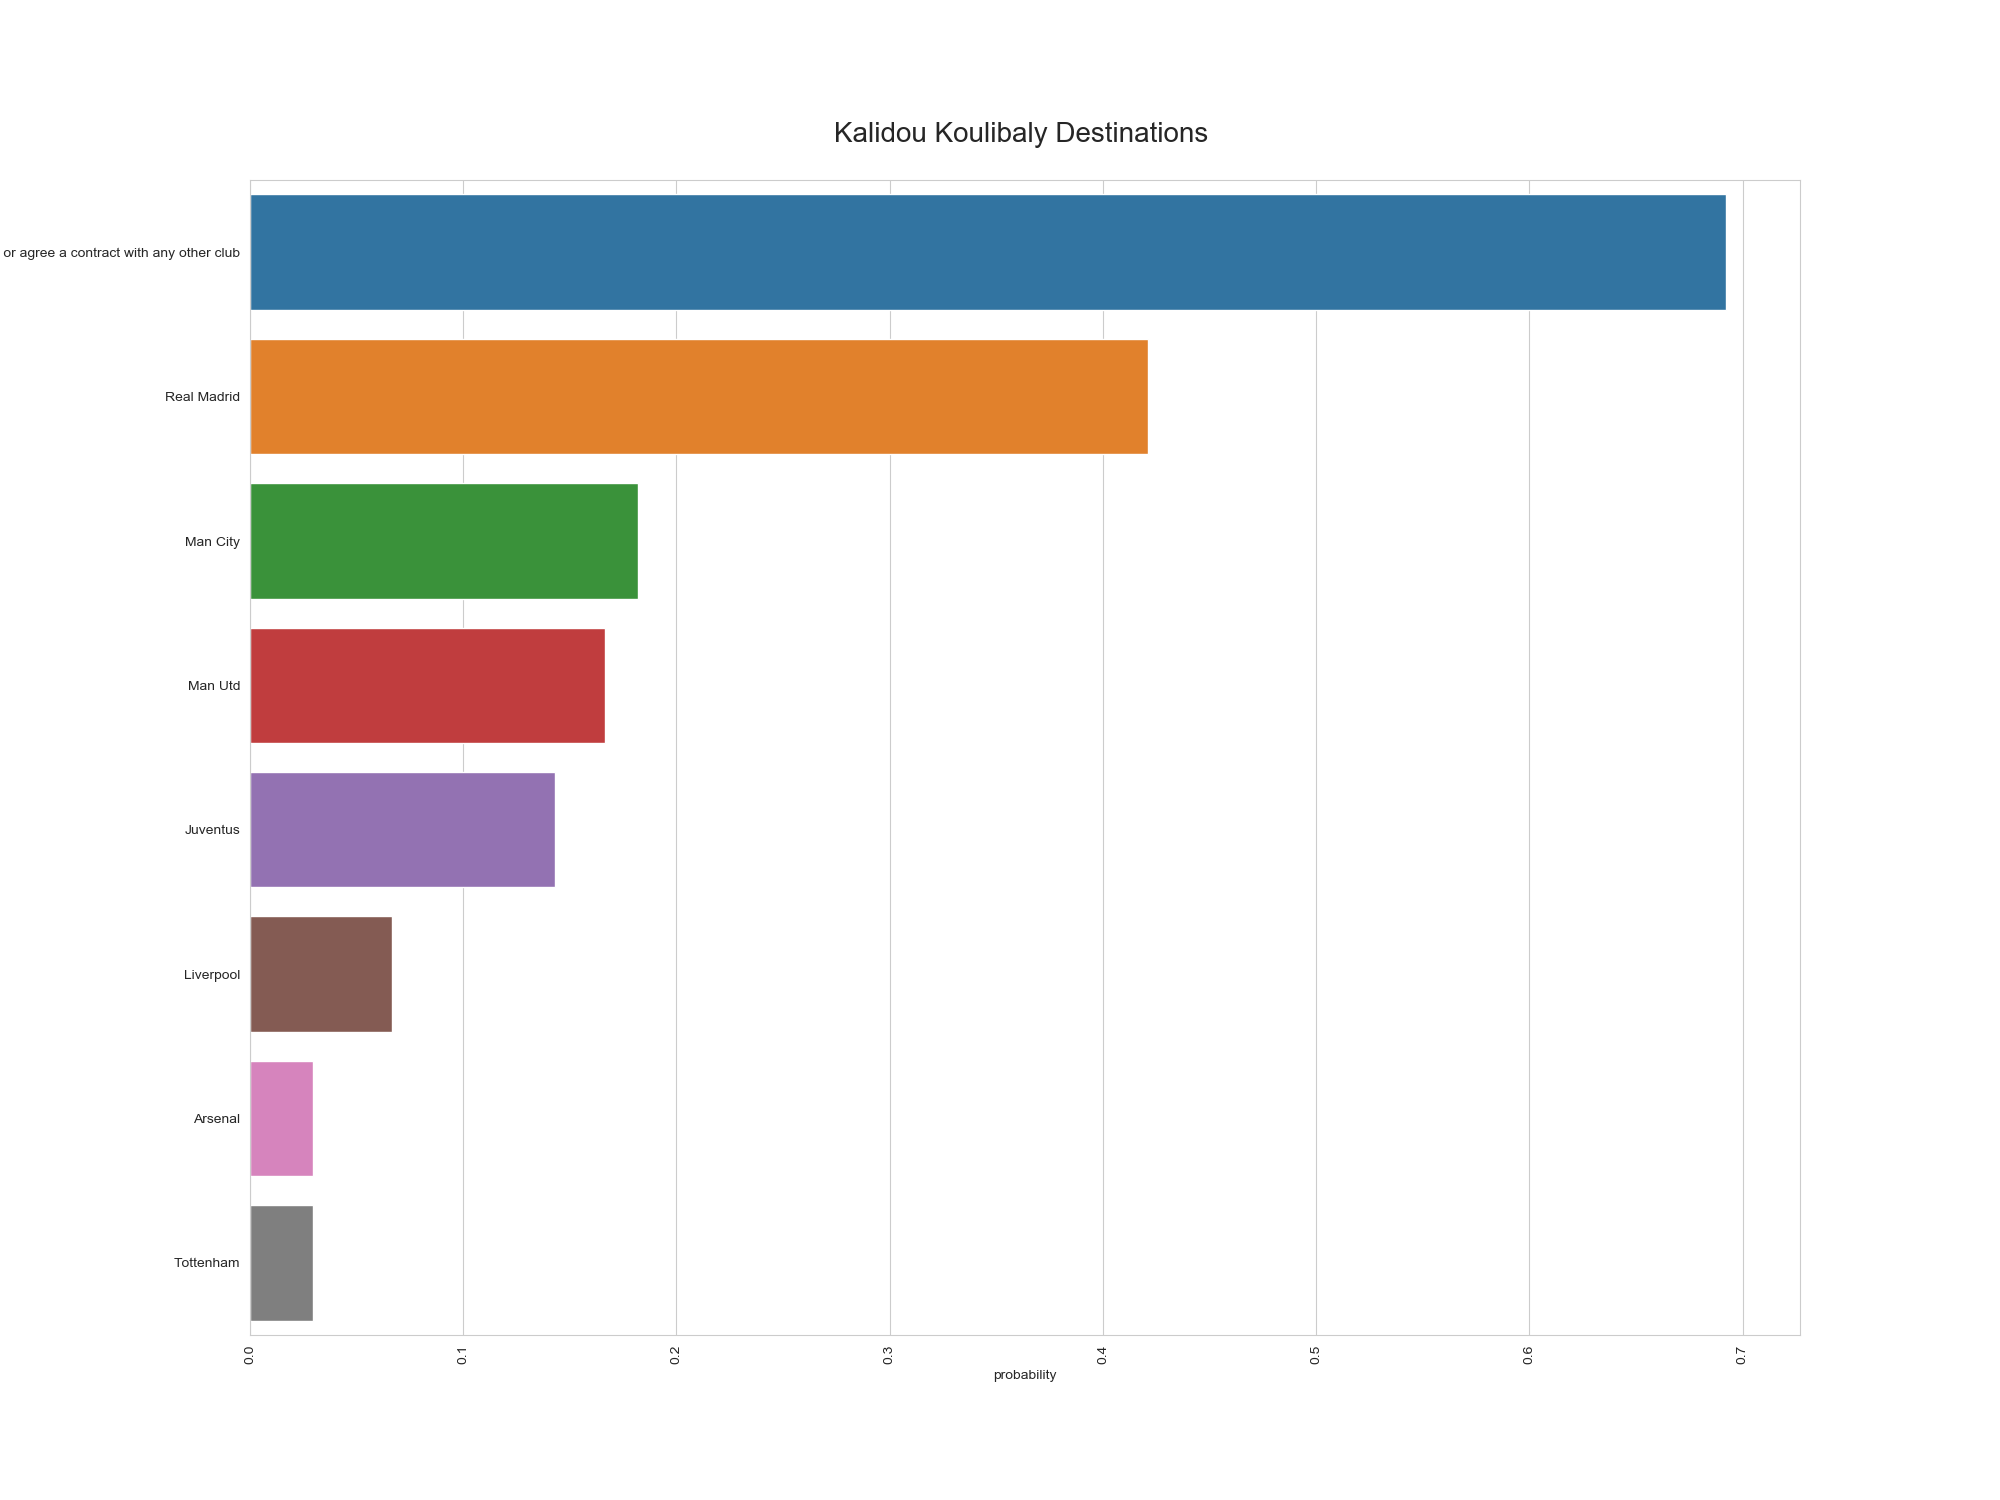 Kalidou Koulibaly Destinations
or agree a contract with any other club
Real Madrid
Man City
Man Utd
Juventus
Liverpool
Arsenal
Tottenham
0.0
0.1
0.2
0.3
0.4
0.5
0.6
0.7
probability